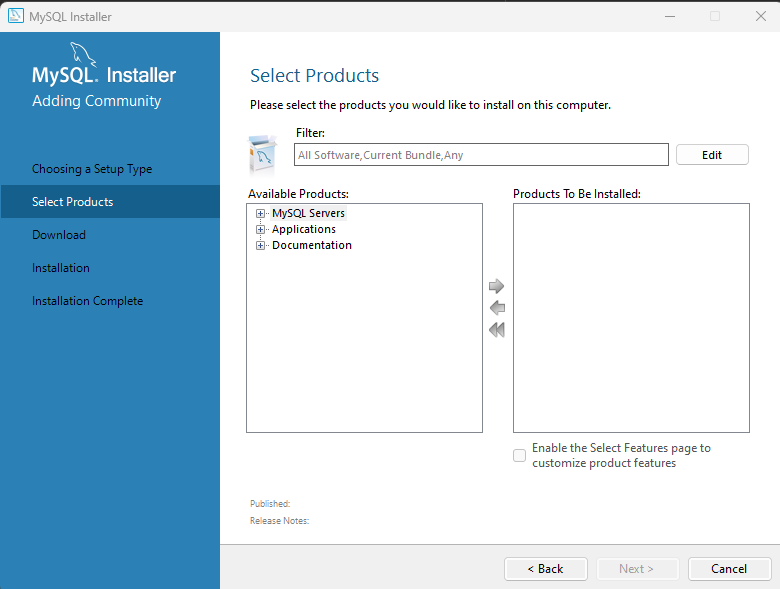 MySQL Installer
MySQL. Installer
Adding Community
Choosing a Setup Type
Select Products
Download
Installation
Installation Complete
Select Products
Please select the products you would like to install on this computer.
Filter:
All Software,Current Bundle,Any
Edit
Available Products:
MySQL Servers
Applications
Documentation
Products To Be Installed:
Enable the Select Features page to
customize product features
Published:
Release Notes:
< Back
Next >
Cancel